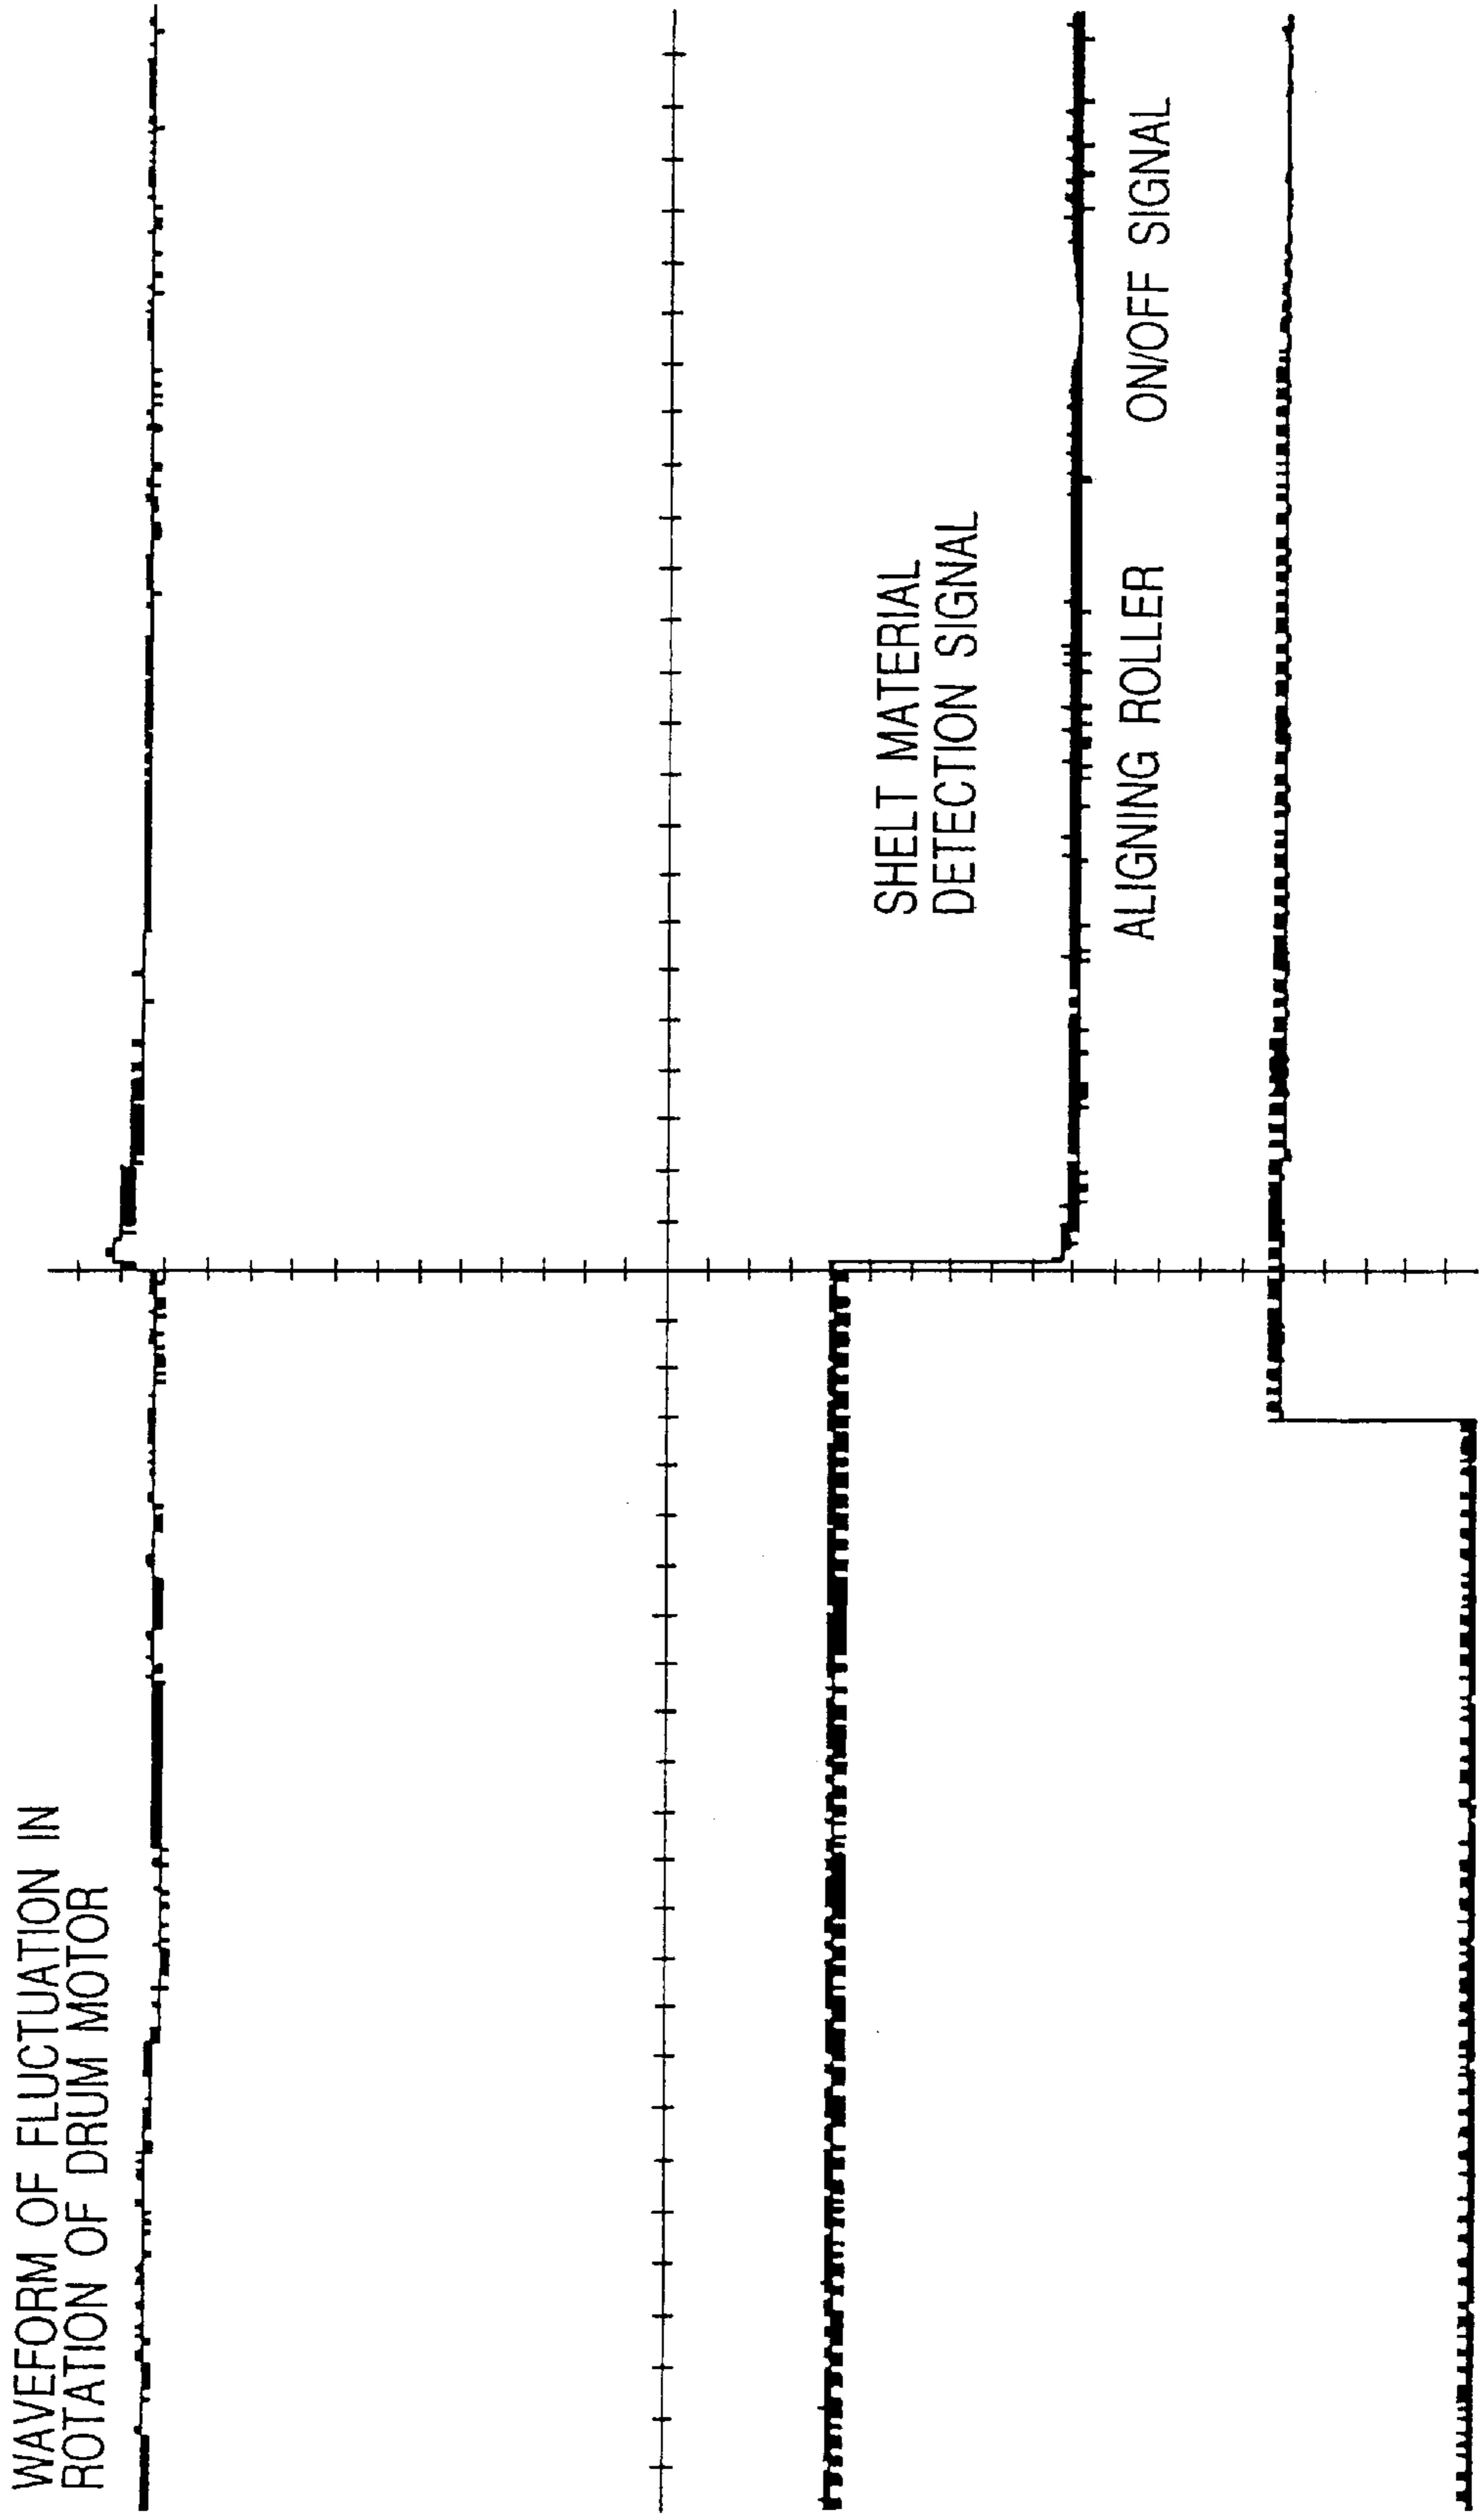 WAVEFORM OF FLUCTUATION IN
ROTATION OF DRUM MOTOR
SHELT MATERIAL
DETECTION SIGNAL
ALIGNING ROLLER ON/OFF SIGNAL